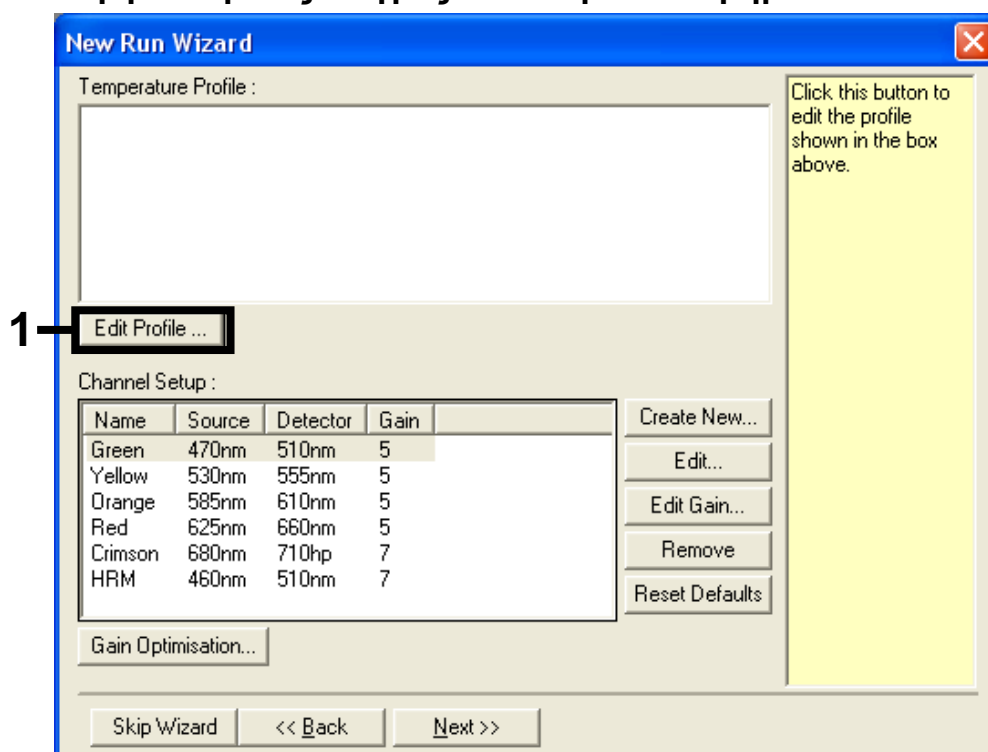 New Run Wizard
Temperature Profile :
Click this button to
edit the profile
shown in the box
above.
1
Edit Profile ...
Channel Setup :
Name Source Detector Gain
Green 470nm 510nm 5
Yellow 530nm 555nm 5
Orange 585nm 610nm 5
Red 625nm 660nm 5
Crimson 680nm 710hp 7
HRM 460nm 510nm 7
Create New...
Edit...
Edit Gain...
Remove
Reset Defaults
Gain Optimisation...
Skip Wizard
<< Back
Next >>